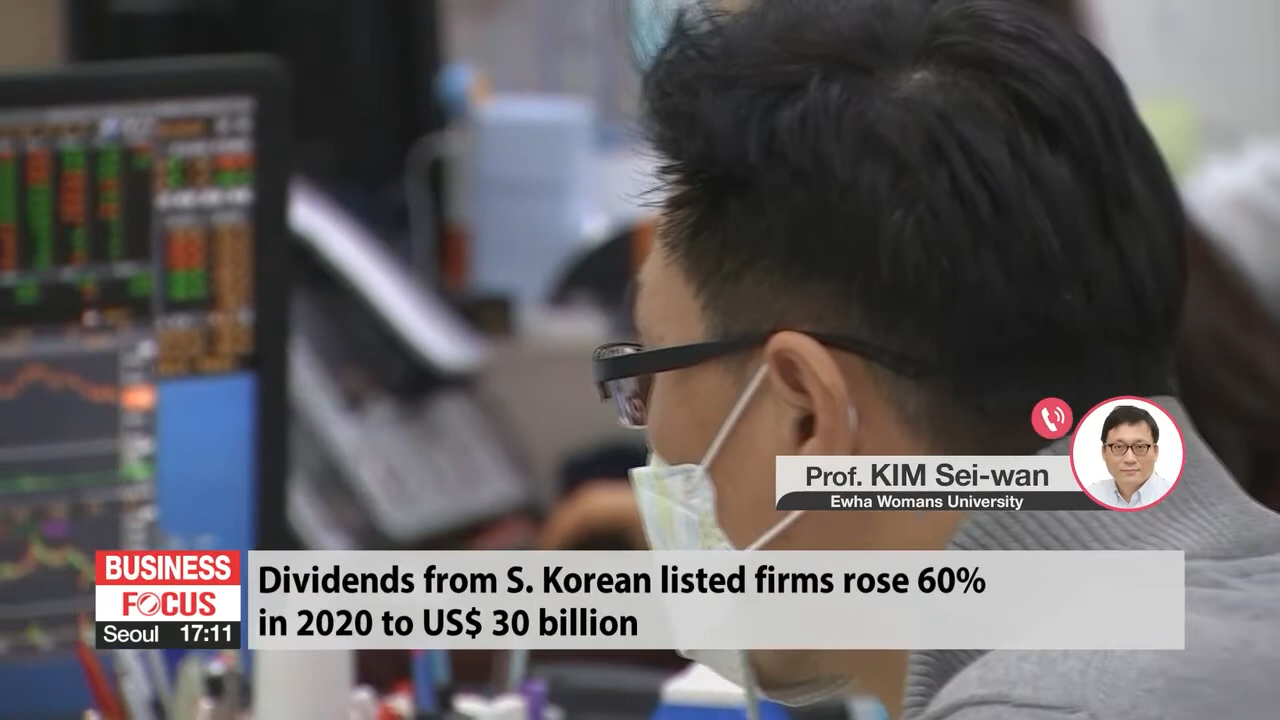 Prof. KIM Sei-wan
Ewha Womans University
BUSINESS
FOCUS
Seoul 17:11
Dividends from S. Korean listed firms rose 60%
in 2020 to US$ 30 billion